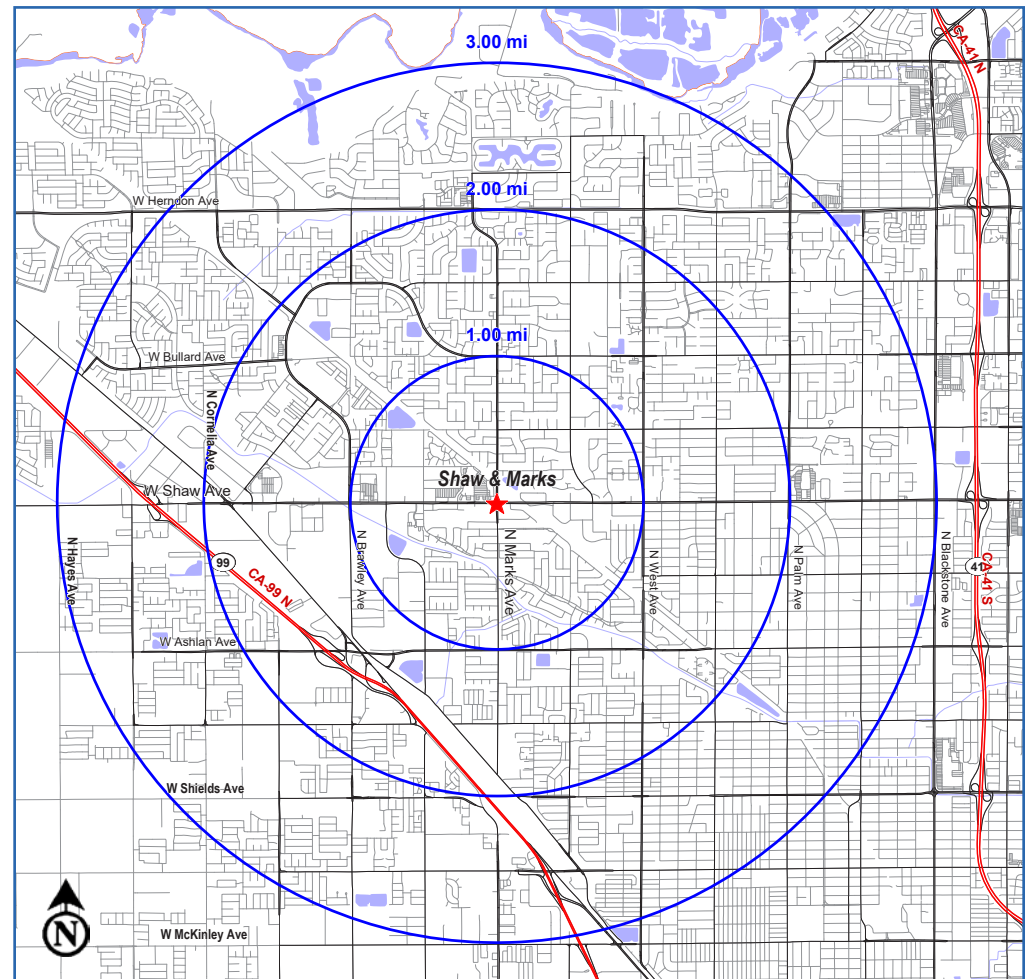 3.00 mi
CA-41 N
2.00 mi
W Herndon Ave
1.00 mi
W Bullard Ave
N Cornelia Ave
Shaw & Marks
W Shaw Ave
N Hayes Ave
N Brawley Ave
N Marks Ave
N West Ave
N Palm Ave
N Blackstone Ave
99
CA-99 N
41
CA-41 S
W Ashlan Ave
W Shields Ave
W McKinley Ave
N